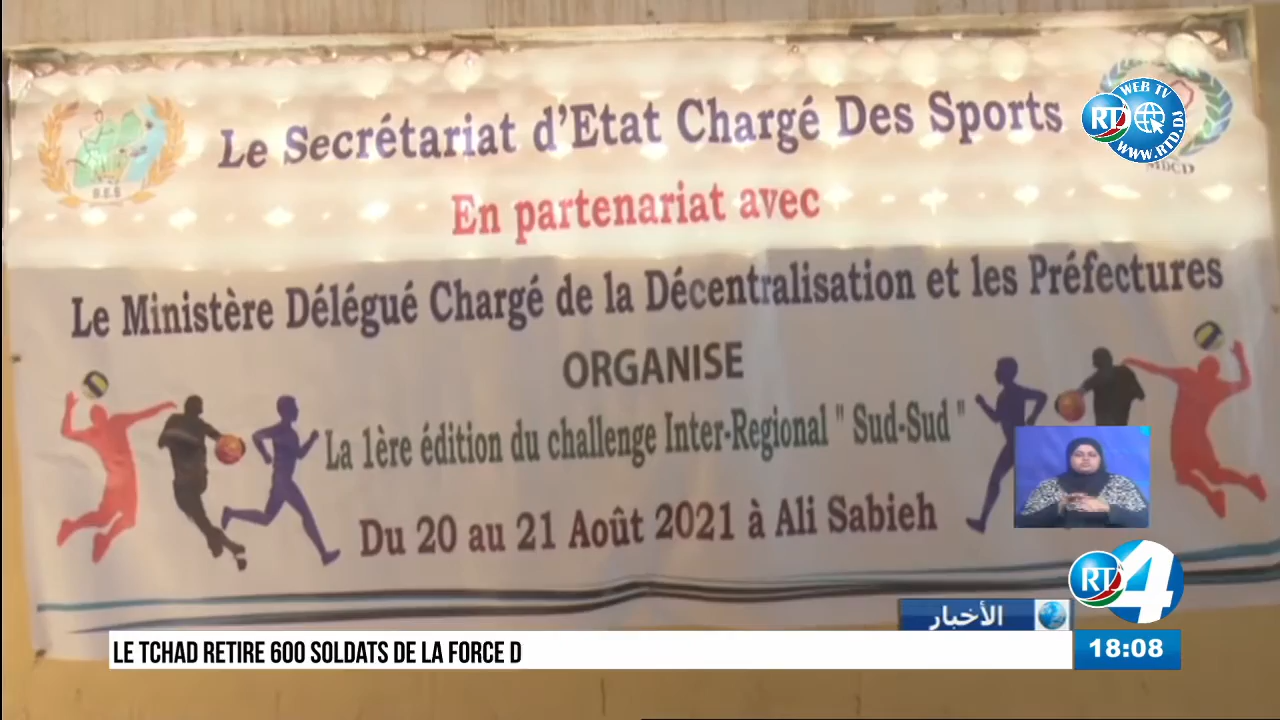 Le Secrétariat d'Etat Chargé Des Sports
En partenariat avec
Le Ministère Délégué Chargé de la Décentralisation et les Préfectures
ORGANISE
La 1ère édition du challenge Inter-Regional " Sud-Sud "
Du 20 au 21 Août 2021 à Ali Sabieh
WEB TV
RTD
WWW.RTD.DJ
MDCD
RT
4
الأخبار
LE TCHAD RETIRE 600 SOLDATS DE LA FORCE D
18:08